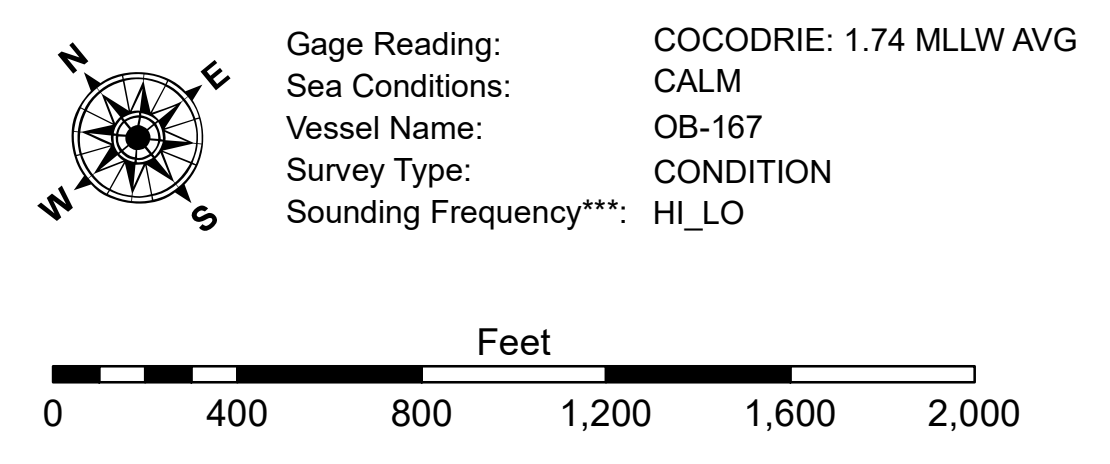 N
E
W
S
Gage Reading: COCODRIE: 1.74 MLLW AVG
Sea Conditions: CALM
Vessel Name: OB-167
Survey Type: CONDITION
Sounding Frequency***: HI_LO
Feet
0 400 800 1,200 1,600 2,000